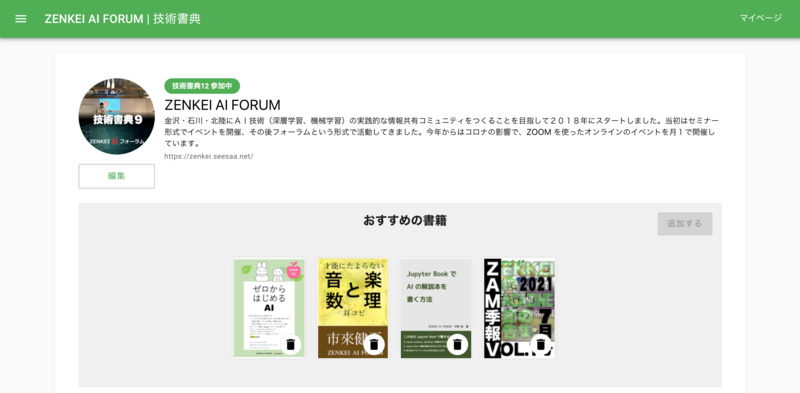 ZENKEI AI FORUM | 技術書典
マイページ
技術書典9
ZENKEI AI フォーラム
編集
技術書典12 参加中
ZENKEI AI FORUM
金沢・石川・北陸にＡＩ技術（深層学習、機械学習）の実践的な情報共有コミュニティをつくることを目指して２０１８年にスタートしました。当初はセミナー
形式でイベントを開催、その後フォーラムという形式で活動してきました。今年からはコロナの影響で、ZOOM を使ったオンラインのイベントを月１で開催し
ています。
https://zenkei.seesaa.net/
おすすめの書籍
追加する
ゼロから
はじめる
AI
才能にたよらない
音楽と数理
耳コピ
市來健吾
ZENKEI AI F
Jupyter Book で
AI の解説本を
書く方法
ZENKEI AI FORUM
ZAM季報
2021
VOL.